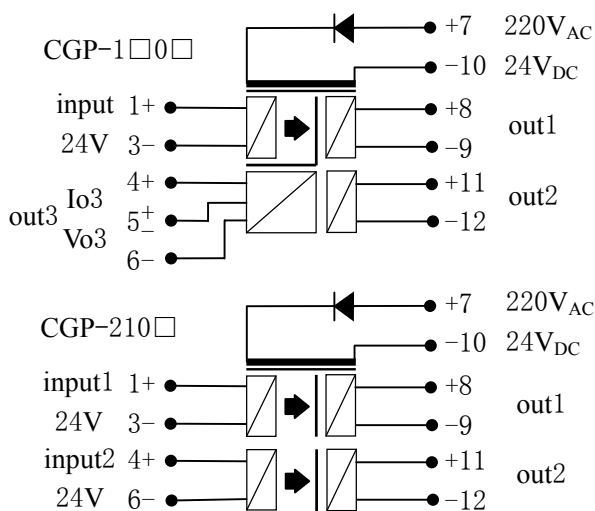 +7 220VAC
CGP-1□0□
-10 24VDC
input 1+ +8
out1
24V 3- -9
4+ +11
out3 Io3 out2
5± -12
Vo3
6-
+7 220VAC
CGP-210□
-10 24VDC
input1 1+ +8
out1
24V 3- -9
input2 4+ +11
out2
24V 6- -12